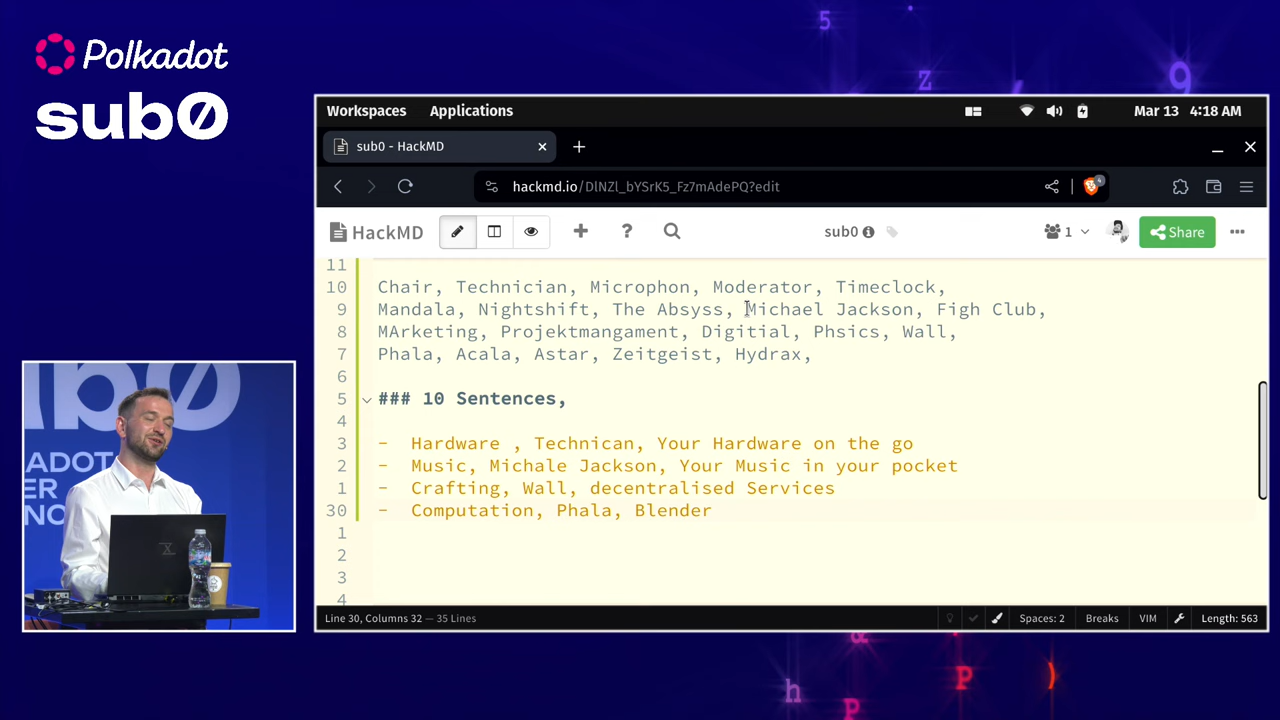 Polkadot
sub0
Workspaces Applications Mar 13 4:18 AM
sub0 - HackMD
hackmd.io/DlNZl_bYSrK5_Fz7mAdePQ?edit
HackMD sub0 1 Share
11
10 Chair, Technician, Microphon, Moderator, Timeclock,
9 Mandala, Nightshift, The Absyss, Michael Jackson, Figh Club,
8 MArketing, Projektmangament, Digitial, Phsics, Wall,
7 Phala, Acala, Astar, Zeitgeist, Hydrax,
6
5 ### 10 Sentences,
4
3 - Hardware , Technican, Your Hardware on the go
2 - Music, Michale Jackson, Your Music in your pocket
1 - Crafting, Wall, decentralised Services
30 - Computation, Phala, Blender
1
2
3
4
Line 30, Columns 32 — 35 Lines Spaces: 2 Breaks VIM Length: 563
5
Z
9
&
h
P
P
)